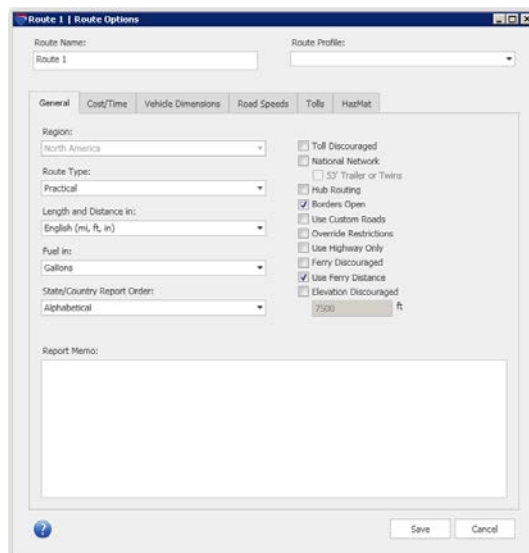 Route 1 | Route Options
Route Name:
Route Profile:
Route 1
General
Cost/Time
Vehicle Dimensions
Road Speeds
Tolls
HazMat
Region:
North America
Route Type:
Practical
Length and Distance in:
English (mi, ft, in)
Fuel in:
Gallons
State/Country Report Order:
Alphabetical
Toll Discouraged
National Network
53' Trailer or Twins
Hub Routing
Borders Open
Use Custom Roads
Override Restrictions
Use Highway Only
Ferry Discouraged
Use Ferry Distance
Elevation Discouraged
7500 ft
Report Memo:
?
Save
Cancel